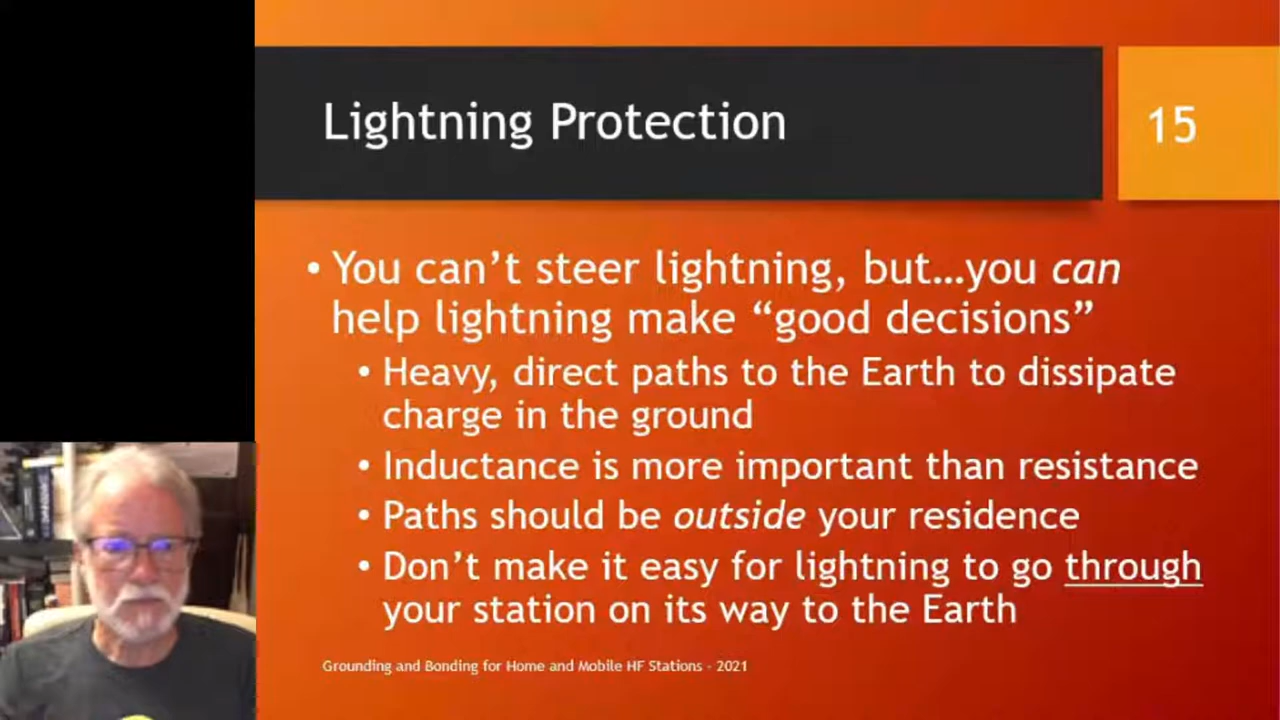 Lightning Protection
15
• You can’t steer lightning, but…you can
help lightning make “good decisions”
• Heavy, direct paths to the Earth to dissipate
charge in the ground
• Inductance is more important than resistance
• Paths should be outside your residence
• Don’t make it easy for lightning to go through
your station on its way to the Earth
Grounding and Bonding for Home and Mobile HF Stations - 2021